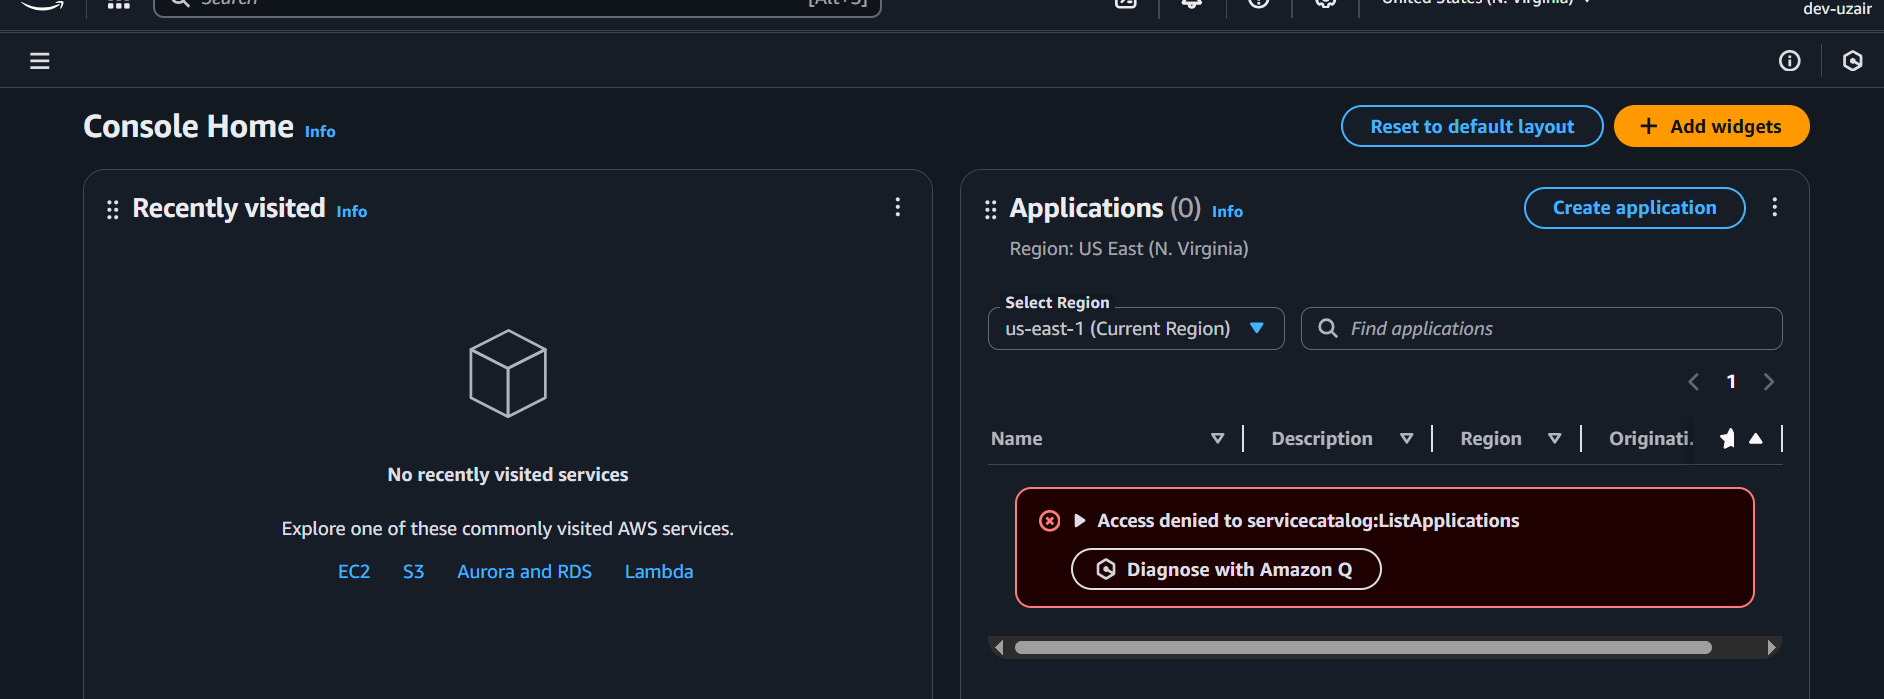 Search
[Alt+S]
United States (N. Virginia)
dev-uzair
Console Home Info
Reset to default layout
+ Add widgets
Recently visited Info
No recently visited services
Explore one of these commonly visited AWS services.
EC2 S3 Aurora and RDS Lambda
Applications (0) Info
Create application
Region: US East (N. Virginia)
Select Region
us-east-1 (Current Region)
Find applications
1
Name Description Region Originati.
Access denied to servicecatalog:ListApplications
Diagnose with Amazon Q